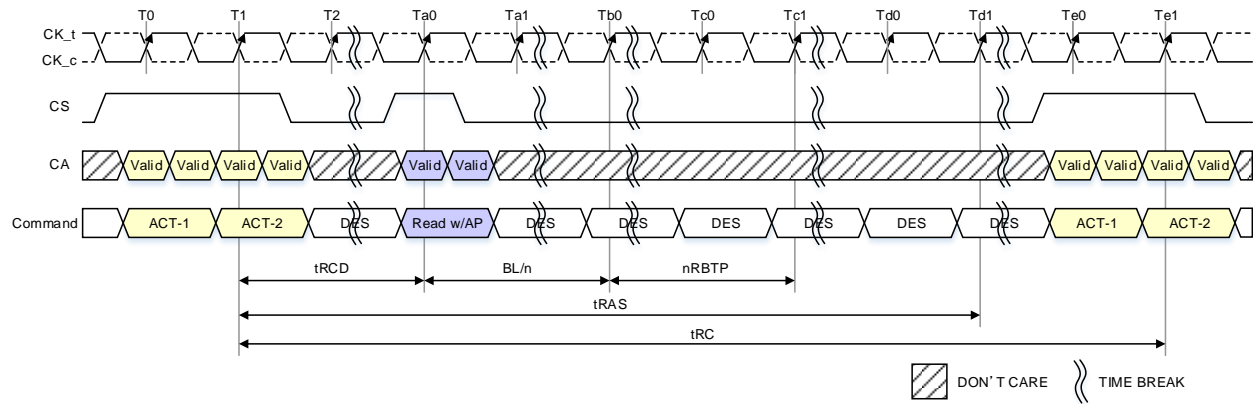 T0 T1 T2 Ta0 Ta1 Tb0 Tc0 Tc1 Td0 Td1 Te0 Te1
CK_t
CK_c
CS
CA Valid Valid Valid Valid Valid Valid Valid Valid Valid Valid
Command ACT-1 ACT-2 DES Read w/AP DES DES DES DES DES DES ACT-1 ACT-2
tRCD BL/n nRBTP
tRAS
tRC
DON'T CARE TIME BREAK